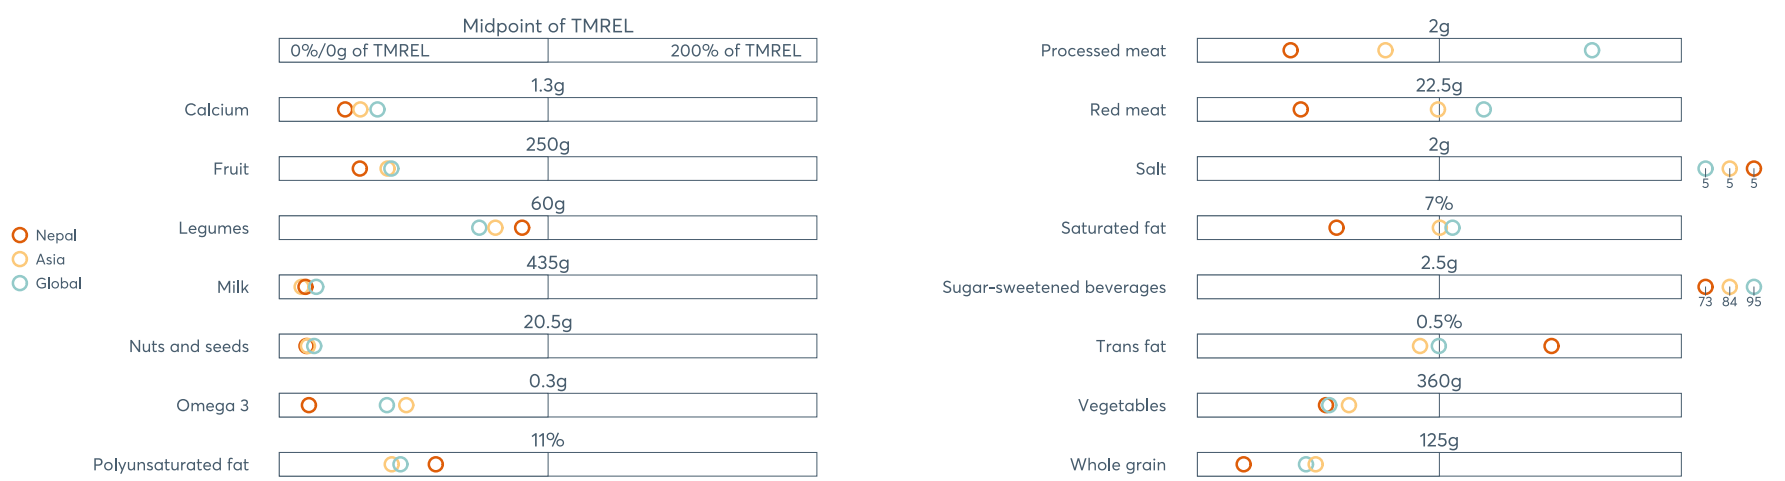 Midpoint of TMREL
0%/0g of TMREL 200% of TMREL
1.3g
Calcium
250g
Fruit
60g
Legumes
435g
Milk
20.5g
Nuts and seeds
0.3g
Omega 3
11%
Polyunsaturated fat
Nepal
Asia
Global
2g
Processed meat
22.5g
Red meat
2g
Salt
5 5 5
7%
Saturated fat
2.5g
Sugar-sweetened beverages
73 84 95
0.5%
Trans fat
360g
Vegetables
125g
Whole grain